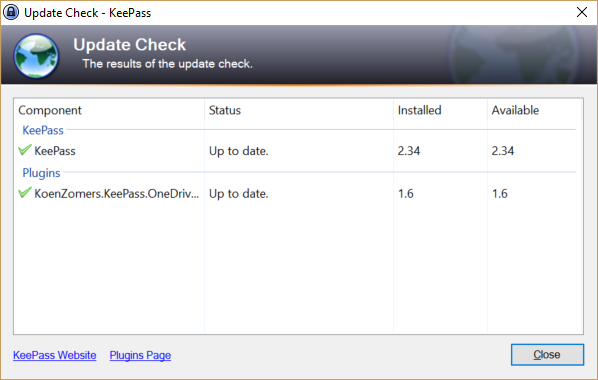 Update Check - KeePass
Update Check
The results of the update check.
Component Status Installed Available
KeePass
KeePass Up to date. 2.34 2.34
Plugins
KoenZomers.KeePass.OneDriv... Up to date. 1.6 1.6
KeePass Website Plugins Page Close